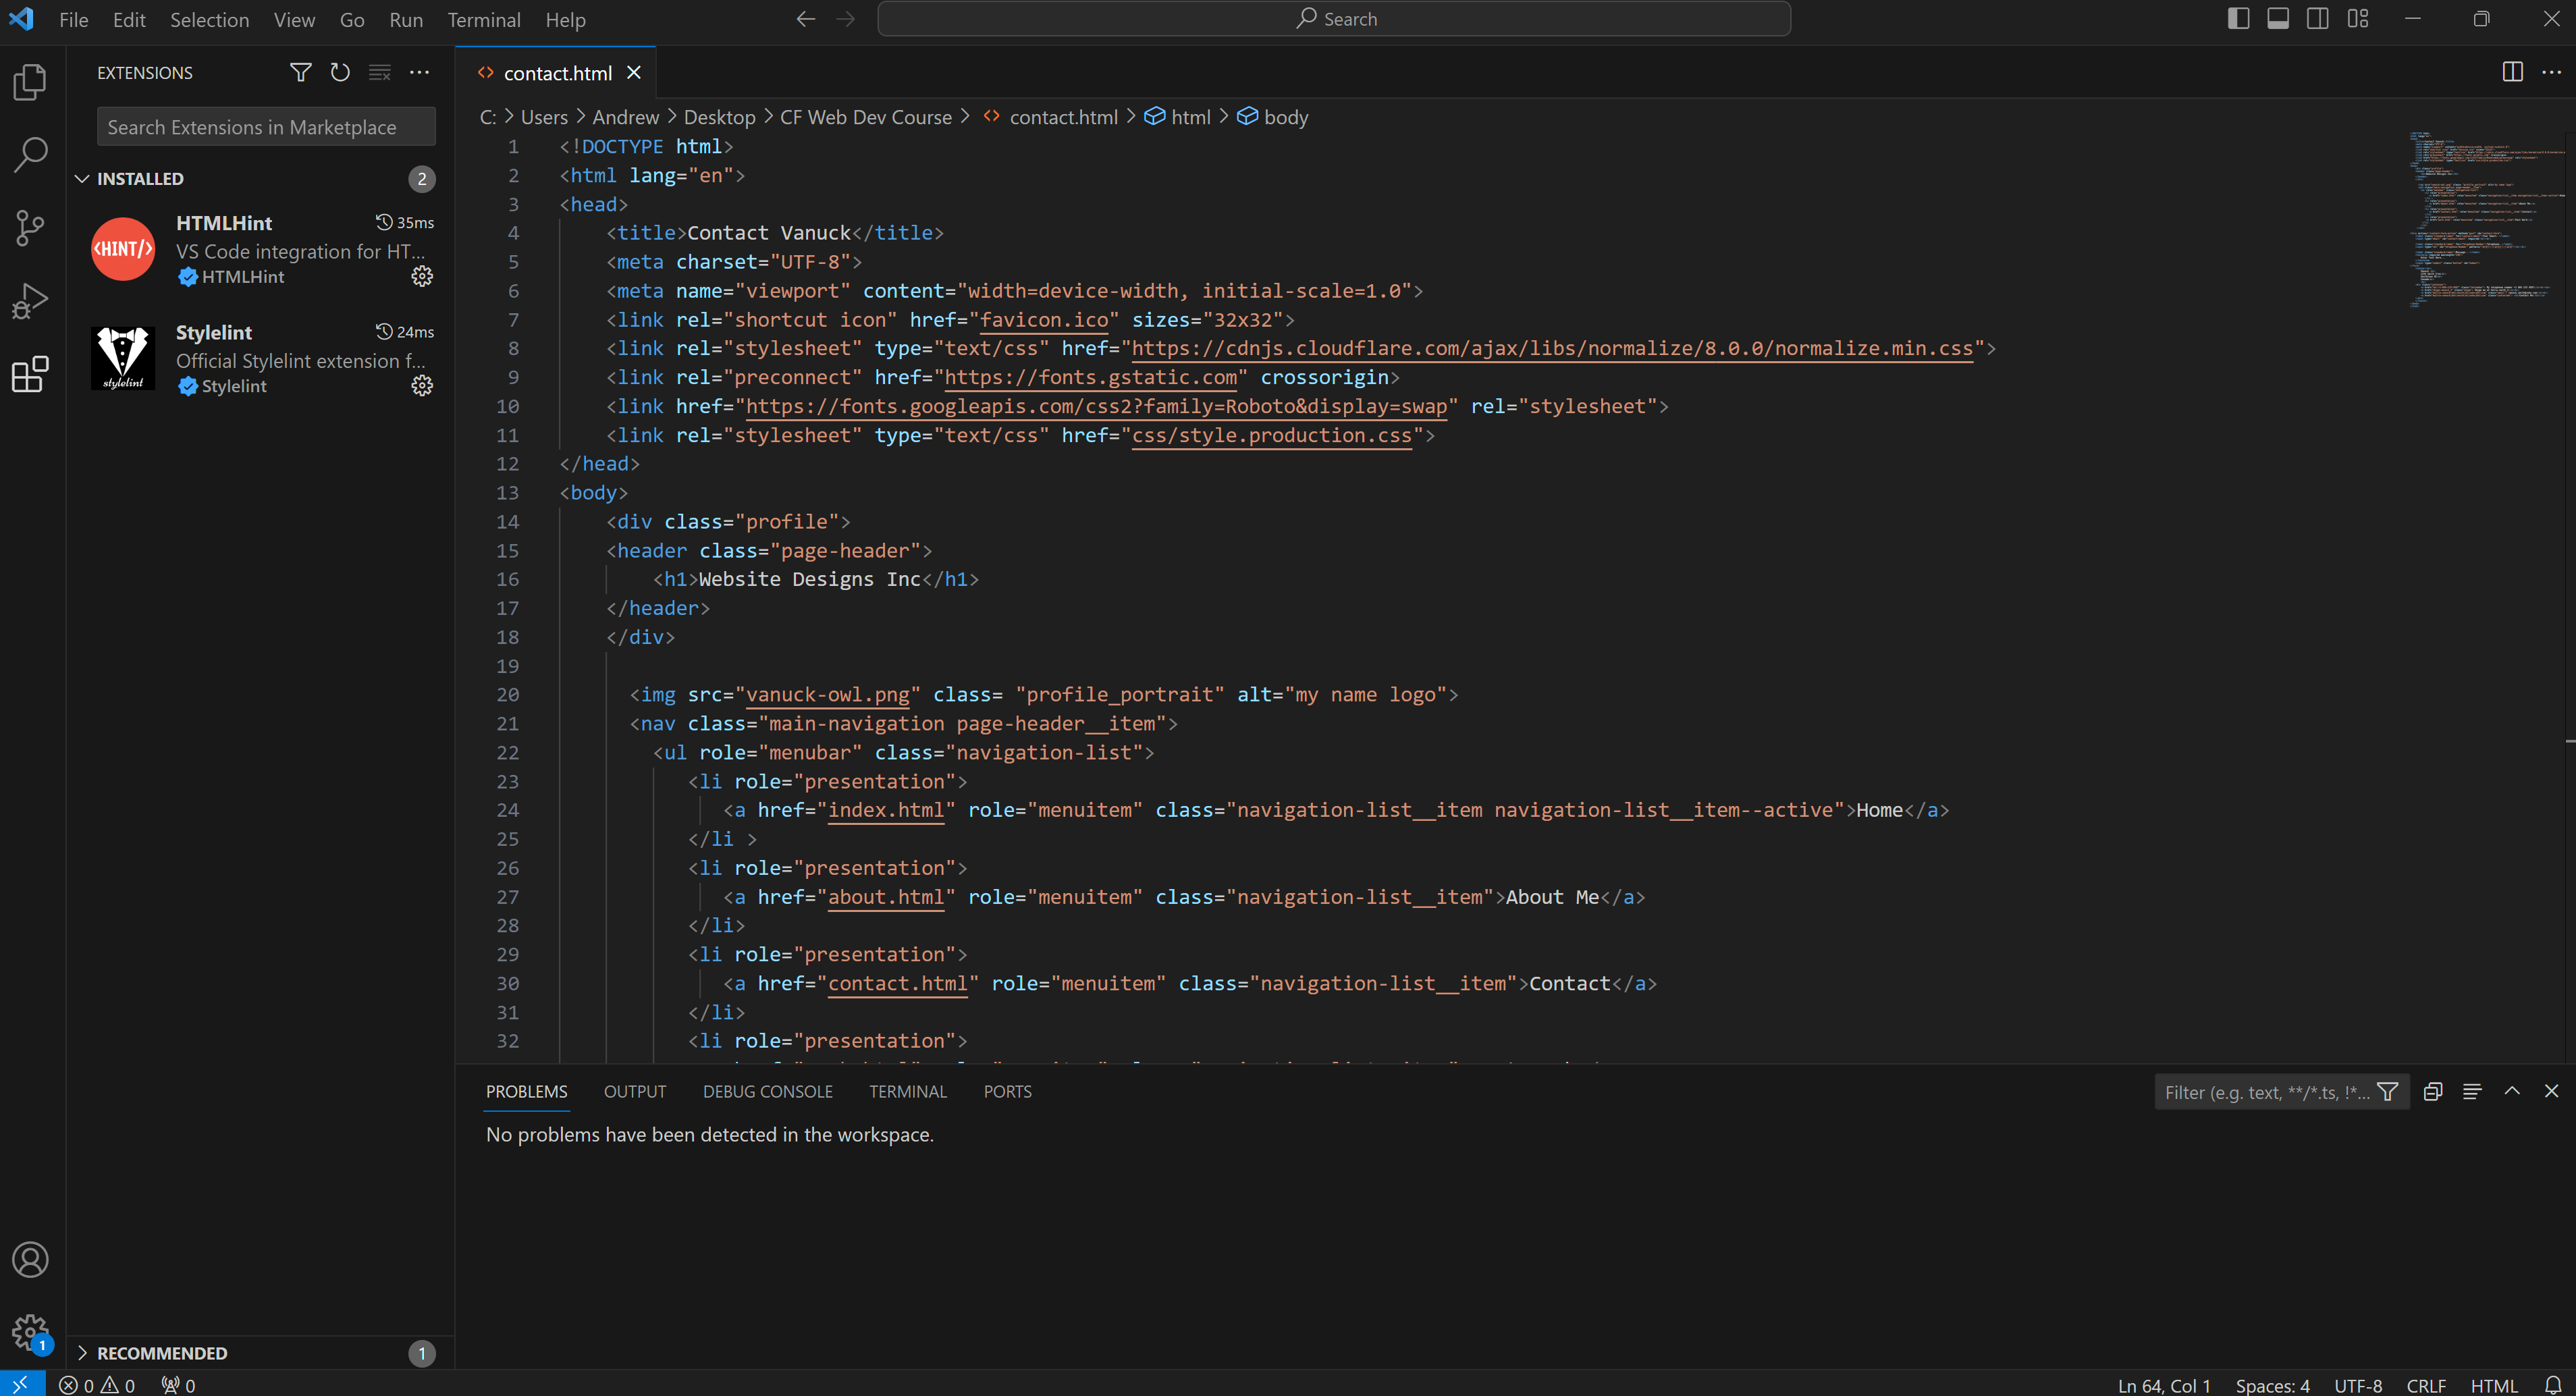 File Edit Selection View Go Run Terminal Help
Search
EXTENSIONS
Search Extensions in Marketplace
INSTALLED 2
<HINT/>
HTMLHint 35ms
VS Code integration for HT...
HTMLHint
stylelint
Stylelint 24ms
Official Stylelint extension f...
Stylelint
contact.html
C: > Users > Andrew > Desktop > CF Web Dev Course > contact.html > html > body
1 <!DOCTYPE html>
2 <html lang="en">
3 <head>
4 <title>Contact Vanuck</title>
5 <meta charset="UTF-8">
6 <meta name="viewport" content="width=device-width, initial-scale=1.0">
7 <link rel="shortcut icon" href="favicon.ico" sizes="32x32">
8 <link rel="stylesheet" type="text/css" href="https://cdnjs.cloudflare.com/ajax/libs/normalize/8.0.0/normalize.min.css">
9 <link rel="preconnect" href="https://fonts.gstatic.com" crossorigin>
10 <link href="https://fonts.googleapis.com/css2?family=Roboto&display=swap" rel="stylesheet">
11 <link rel="stylesheet" type="text/css" href="css/style.production.css">
12 </head>
13 <body>
14 <div class="profile">
15 <header class="page-header">
16 <h1>Website Designs Inc</h1>
17 </header>
18 </div>
19
20 <img src="vanuck-owl.png" class= "profile_portrait" alt="my name logo">
21 <nav class="main-navigation page-header__item">
22 <ul role="menubar" class="navigation-list">
23 <li role="presentation">
24 <a href="index.html" role="menuitem" class="navigation-list__item navigation-list__item--active">Home</a>
25 </li >
26 <li role="presentation">
27 <a href="about.html" role="menuitem" class="navigation-list__item">About Me</a>
28 </li>
29 <li role="presentation">
30 <a href="contact.html" role="menuitem" class="navigation-list__item">Contact</a>
31 </li>
32 <li role="presentation">
PROBLEMS OUTPUT DEBUG CONSOLE TERMINAL PORTS
Filter (e.g. text, **/*.ts, !*...
No problems have been detected in the workspace.
1
RECOMMENDED 1
0 0 0
Ln 64, Col 1 Spaces: 4 UTF-8 CRLF HTML